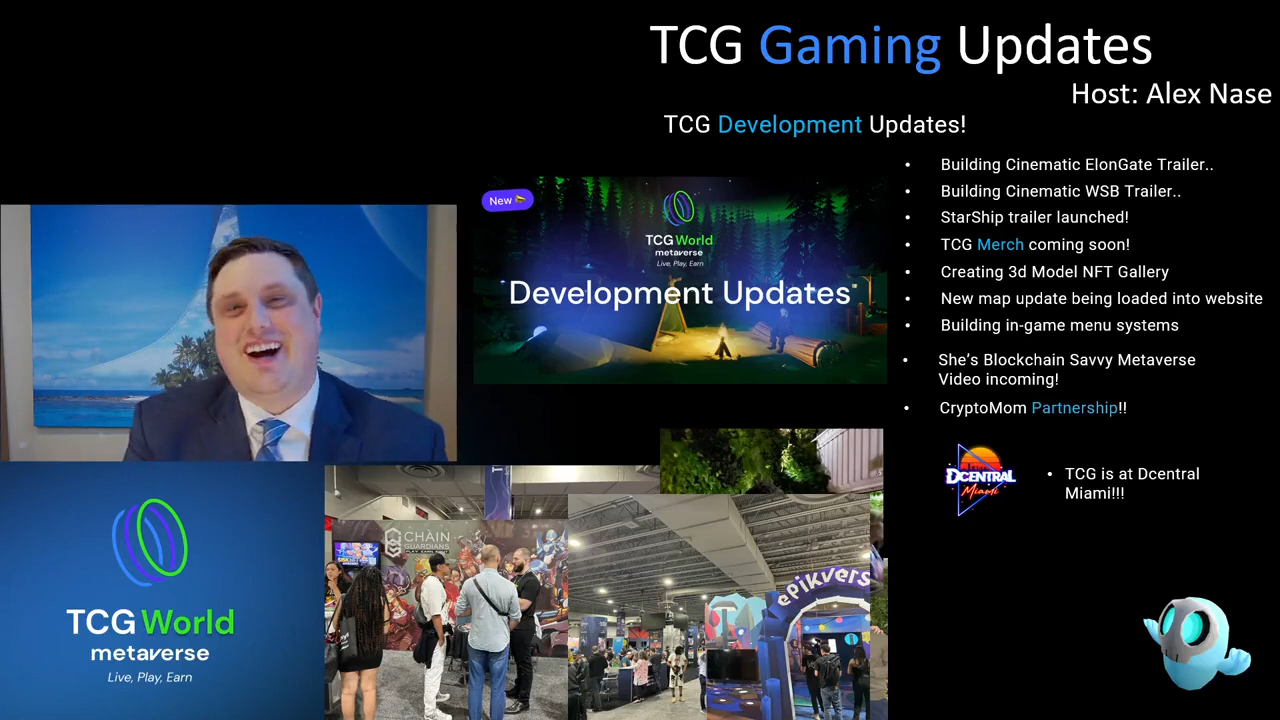 TCG Gaming Updates
Host: Alex Nase
TCG Development Updates!
• Building Cinematic ElonGate Trailer..
• Building Cinematic WSB Trailer..
• StarShip trailer launched!
• TCG Merch coming soon!
• Creating 3d Model NFT Gallery
• New map update being loaded into website
• Building in-game menu systems
• She's Blockchain Savvy Metaverse
Video incoming!
• CryptoMom Partnership!!
DCENTRAL
Miami
• TCG is at Dcentral
Miami!!!
New
TCG World
metaverse
Live, Play, Earn
Development Updates
TCG World
metaverse
Live, Play, Earn
CHAIN
GUARDIANS
epikvers